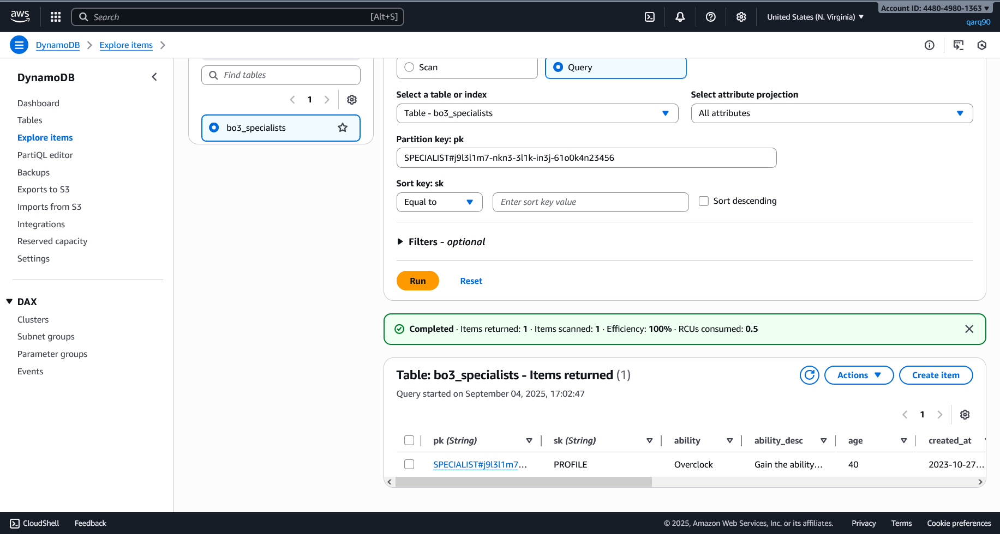 aws
Search [Alt+S]
United States (N. Virginia)
Account ID: 4480-4980-1363
qarq90
DynamoDB
Explore items
DynamoDB
Dashboard
Tables
Explore items
PartiQL editor
Backups
Exports to S3
Imports from S3
Integrations
Reserved capacity
Settings
DAX
Clusters
Subnet groups
Parameter groups
Events
Find tables
1
bo3_specialists
Scan
Query
Select a table or index
Table - bo3_specialists
Select attribute projection
All attributes
Partition key: pk
SPECIALIST#j9l3l1m7-nkn3-3l1k-in3j-61o0k4n23456
Sort key: sk
Equal to
Enter sort key value
Sort descending
Filters - optional
Run
Reset
Completed · Items returned: 1 · Items scanned: 1 · Efficiency: 100% · RCUs consumed: 0.5
Table: bo3_specialists - Items returned (1)
Query started on September 04, 2025, 17:02:47
Actions
Create item
1
pk (String) sk (String) ability ability_desc age created_at
SPECIALIST#j9l3l1m7... PROFILE Overclock Gain the ability... 40 2023-10-27...
CloudShell
Feedback
© 2025, Amazon Web Services, Inc. or its affiliates.
Privacy
Terms
Cookie preferences